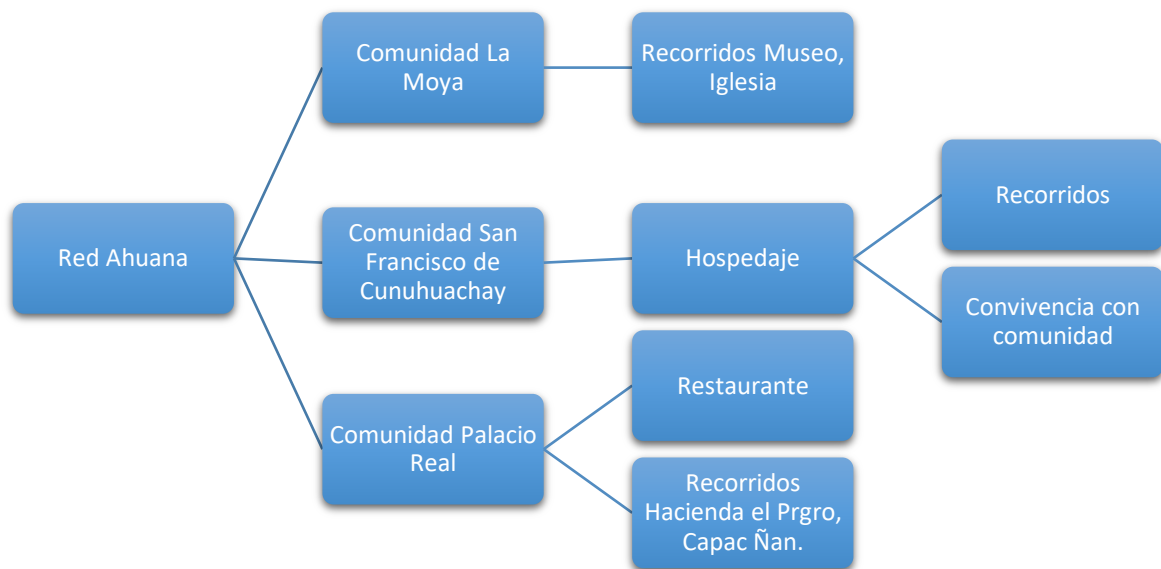 Red Ahuana
Comunidad La
Moya
Recorridos Museo,
Iglesia
Comunidad San
Francisco de
Cunuhuachay
Hospedaje
Recorridos
Convivencia con
comunidad
Comunidad Palacio
Real
Restaurante
Recorridos
Hacienda el Prgro,
Capac Ñan.